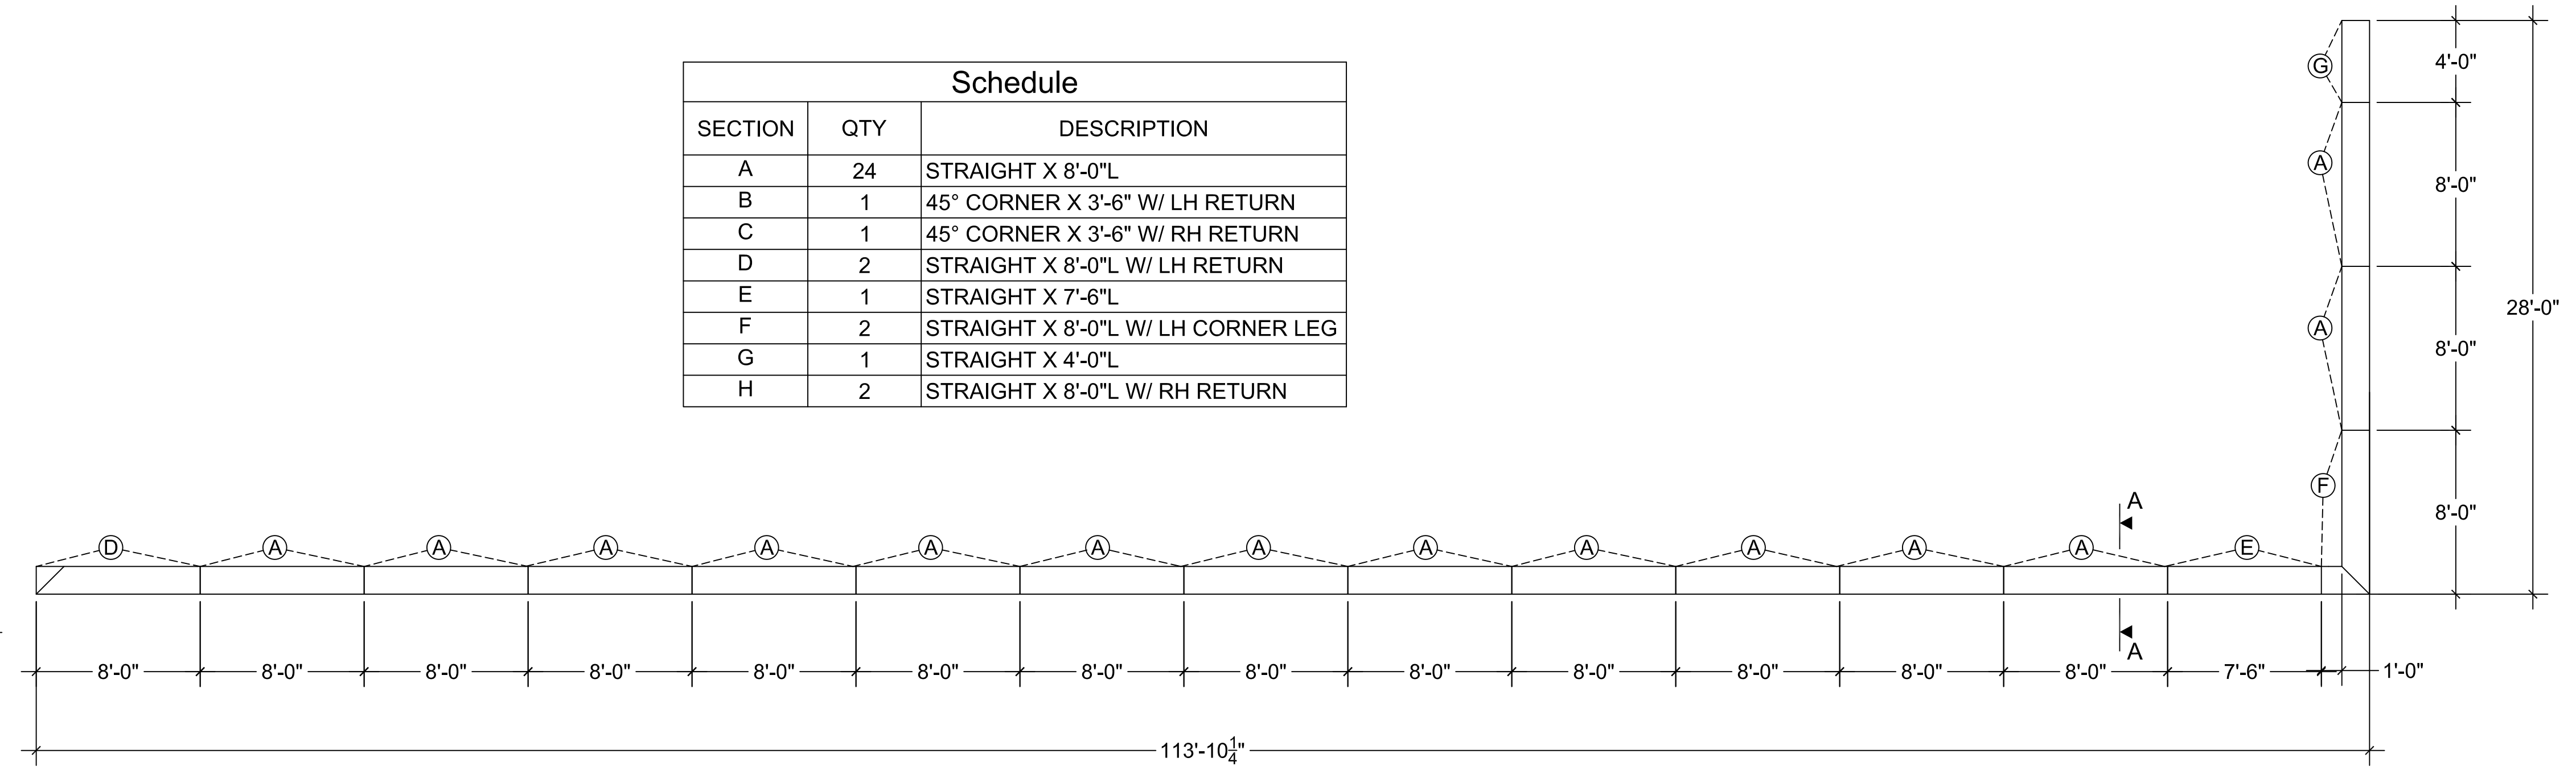 Schedule
SECTION QTY DESCRIPTION
A 24 STRAIGHT X 8'-0"L
B 1 45° CORNER X 3'-6" W/ LH RETURN
C 1 45° CORNER X 3'-6" W/ RH RETURN
D 2 STRAIGHT X 8'-0"L W/ LH RETURN
E 1 STRAIGHT X 7'-6"L
F 2 STRAIGHT X 8'-0"L W/ LH CORNER LEG
G 1 STRAIGHT X 4'-0"L
H 2 STRAIGHT X 8'-0"L W/ RH RETURN
G
4'-0"
A
8'-0"
28'-0"
A
8'-0"
F
8'-0"
A
D A A A A A A A A A A A A E
A
8'-0" 8'-0" 8'-0" 8'-0" 8'-0" 8'-0" 8'-0" 8'-0" 8'-0" 8'-0" 8'-0" 8'-0" 8'-0" 7'-6" 1'-0"
113'-10 1/4"